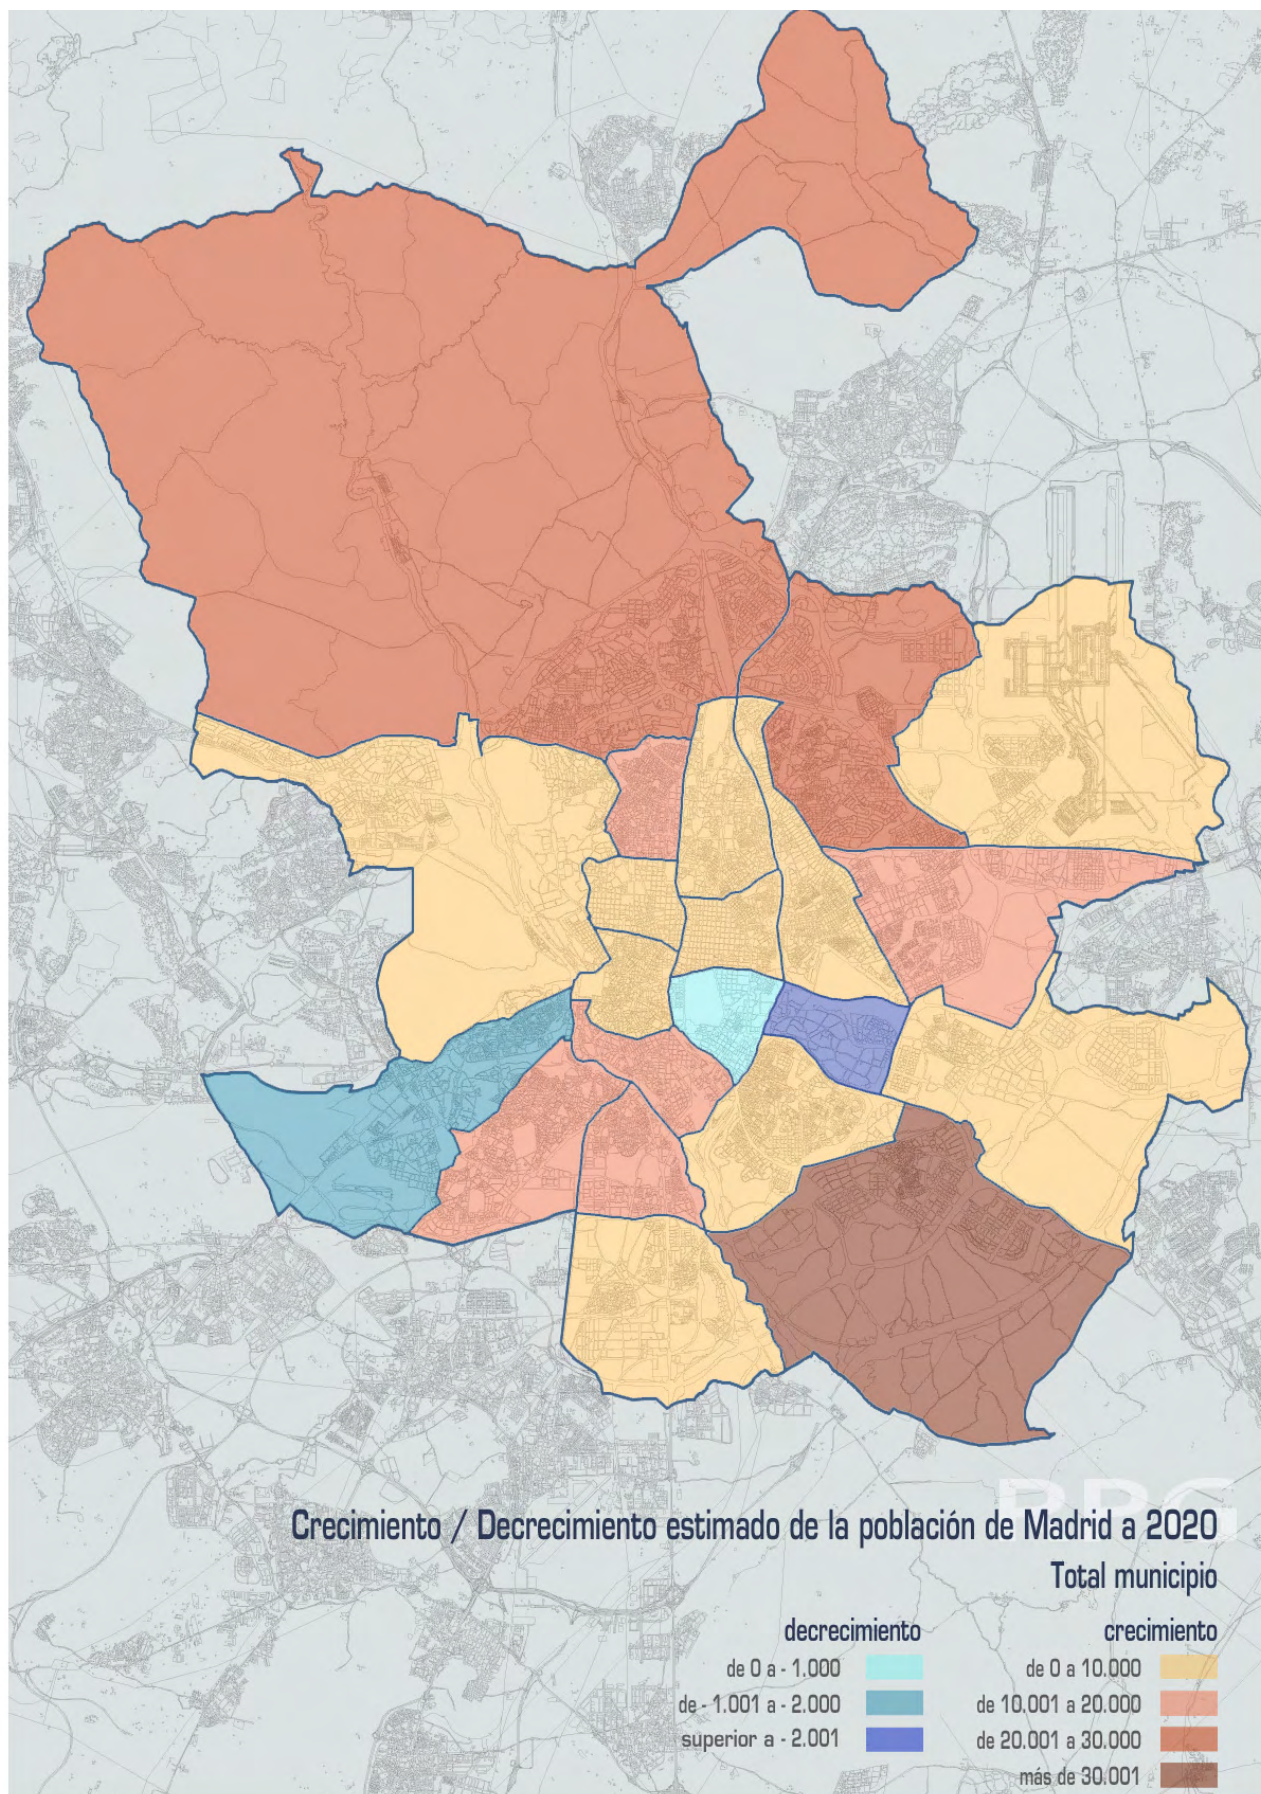 PPG
Crecimiento / Decrecimiento estimado de la población de Madrid a 2020
Total municipio
decrecimiento
de 0 a - 1.000
de - 1.001 a - 2.000
superior a - 2.001
crecimiento
de 0 a 10.000
de 10.001 a 20.000
de 20.001 a 30.000
más de 30.001